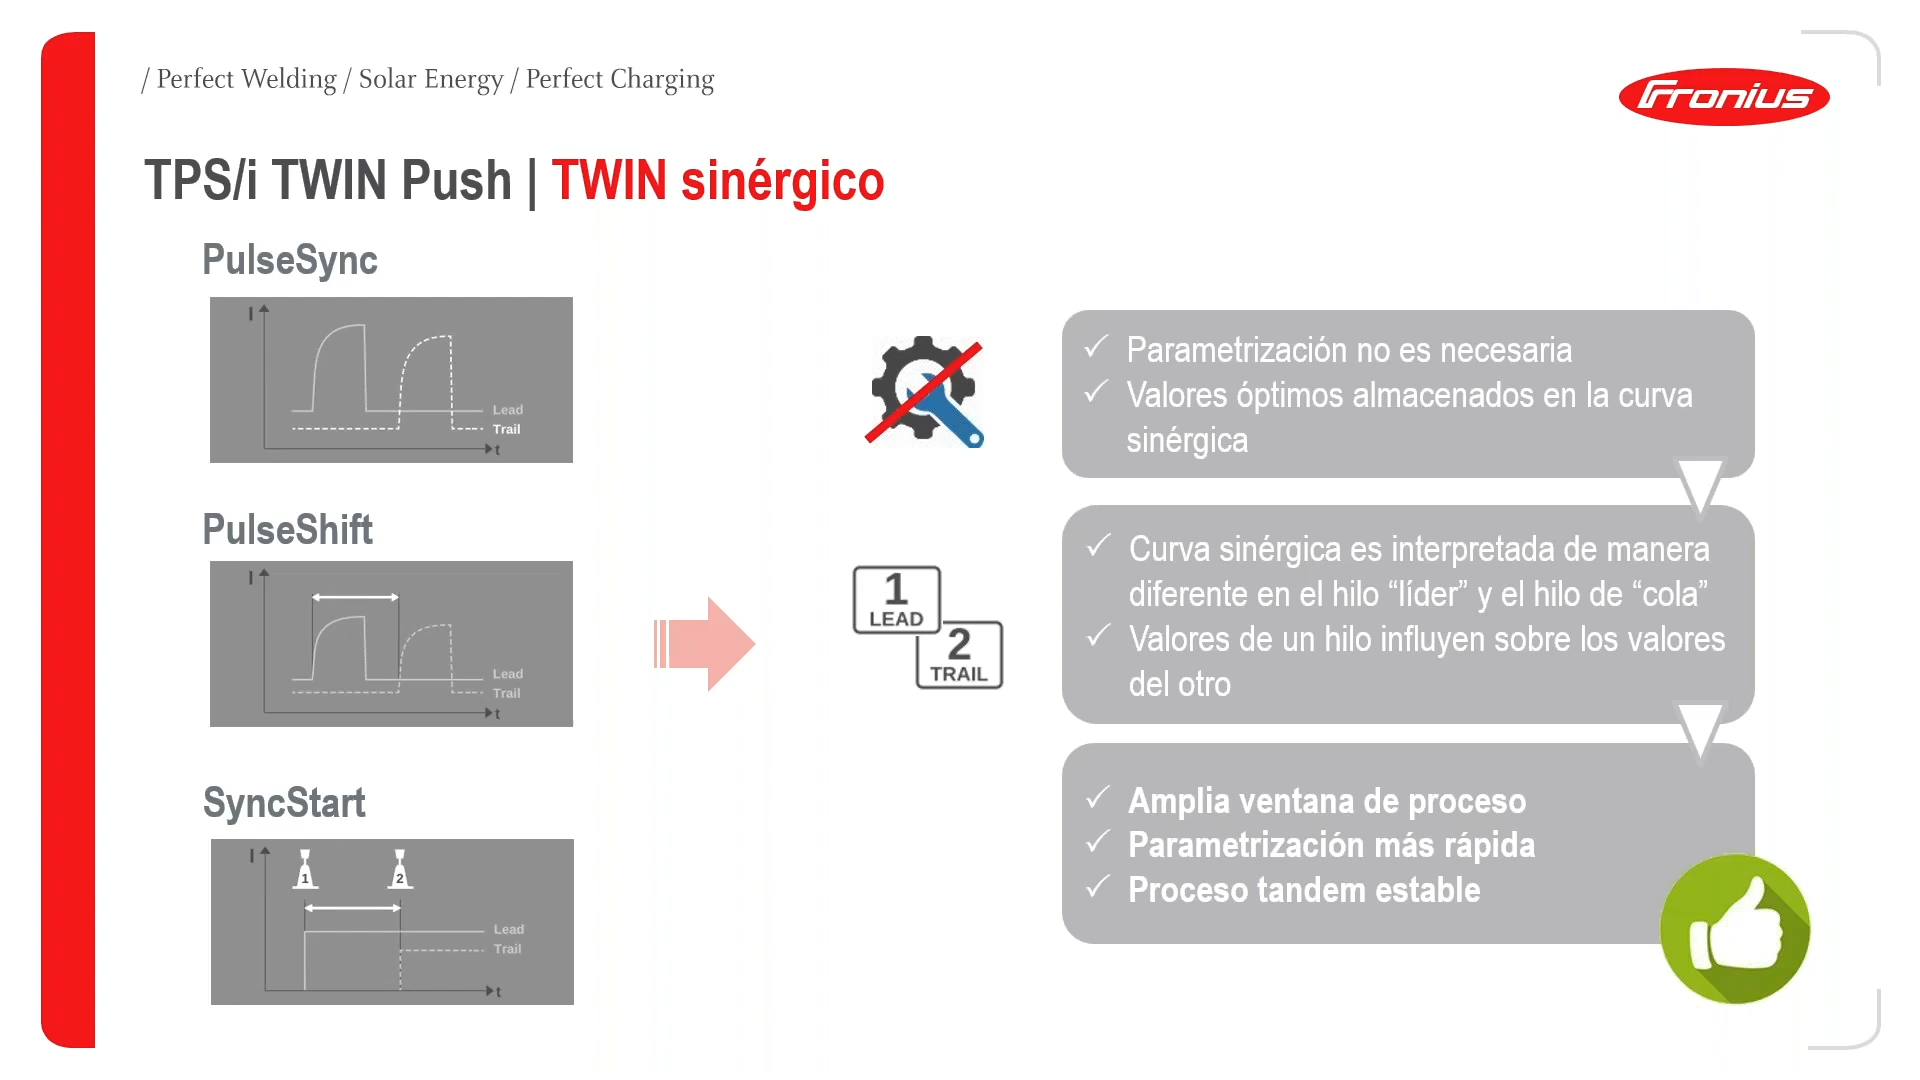 / Perfect Welding / Solar Energy / Perfect Charging
Fronius
TPS/i TWIN Push | TWIN sinérgico
PulseSync
I
Lead
Trail
t
PulseShift
I
Lead
Trail
t
SyncStart
I
1
2
Lead
Trail
t
1
LEAD
2
TRAIL
✓ Parametrización no es necesaria
✓ Valores óptimos almacenados en la curva
sinérgica
✓ Curva sinérgica es interpretada de manera
diferente en el hilo “líder” y el hilo de “cola”
✓ Valores de un hilo influyen sobre los valores
del otro
✓ Amplia ventana de proceso
✓ Parametrización más rápida
✓ Proceso tandem estable